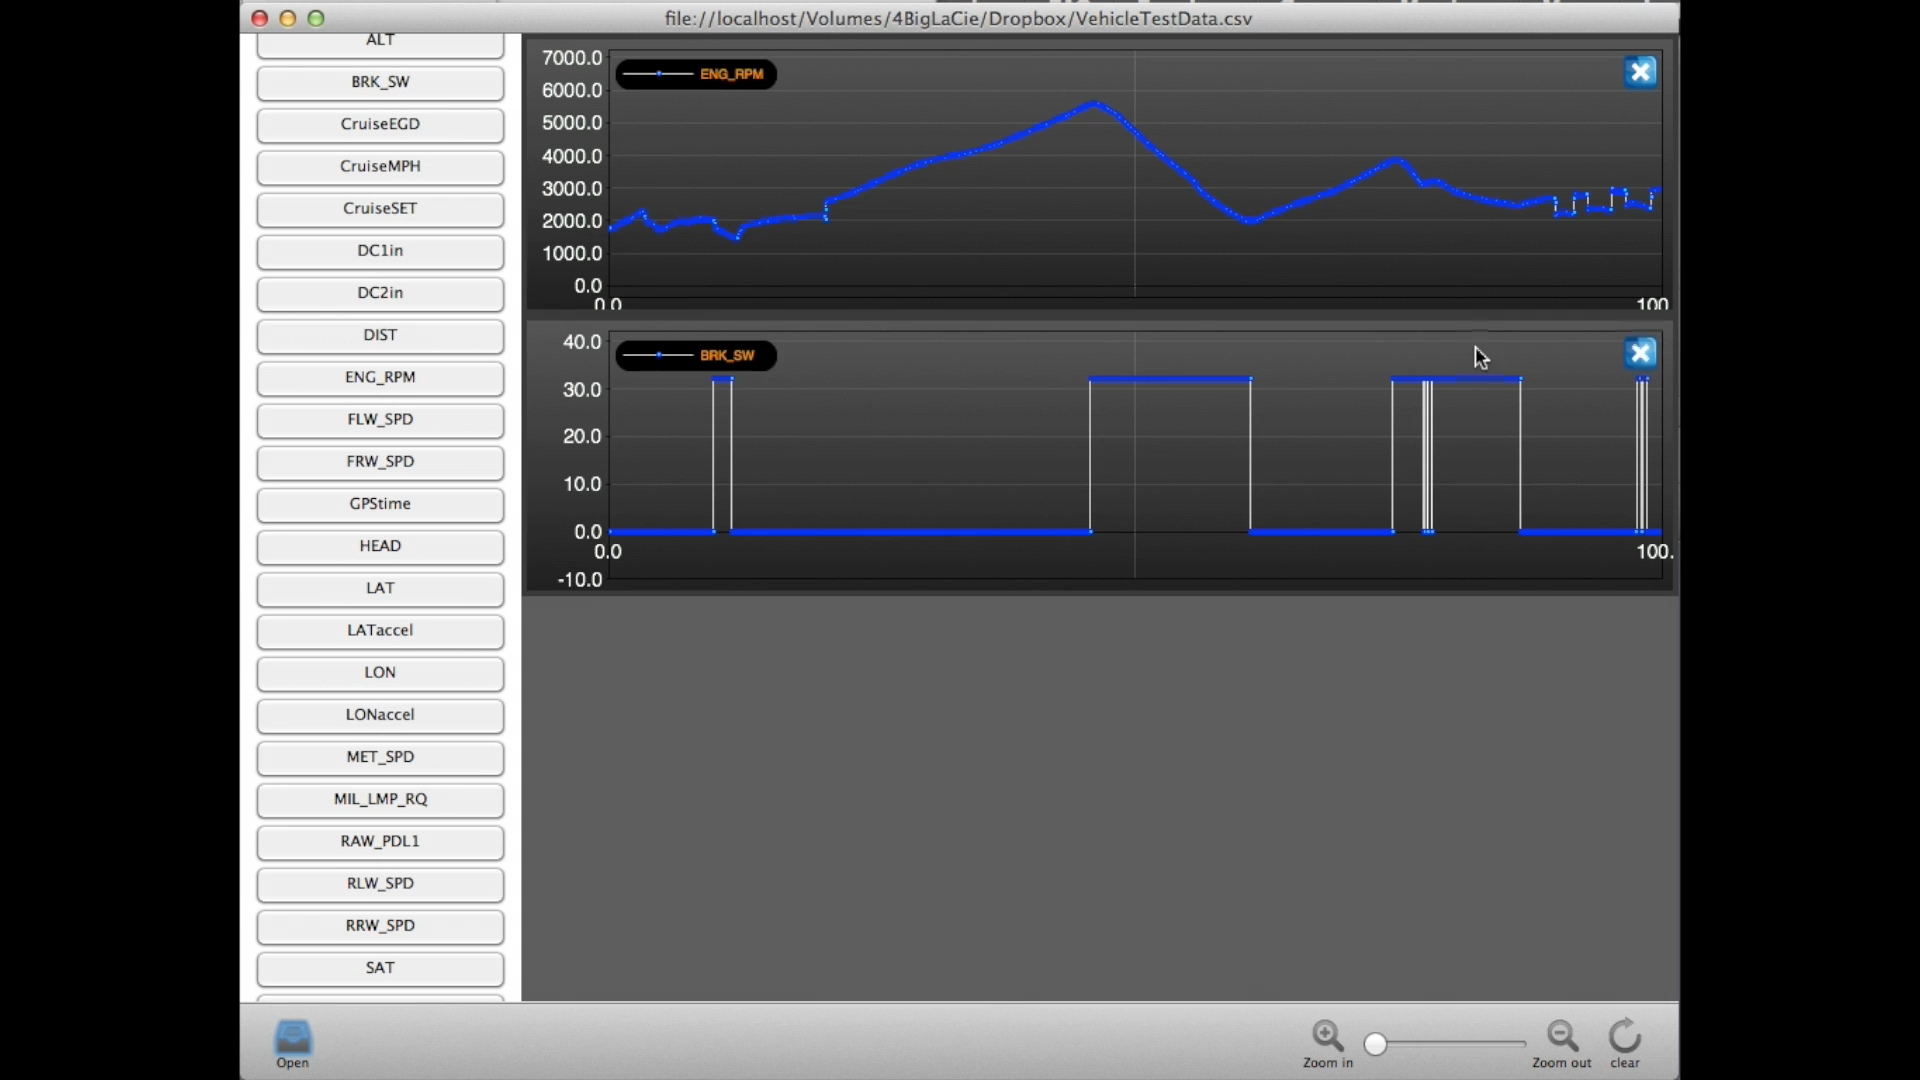 file://localhost/Volumes/4BigLaCie/Dropbox/VehicleTestData.csv
ALT
BRK_SW
CruiseEGD
CruiseMPH
CruiseSET
DC1in
DC2in
DIST
ENG_RPM
FLW_SPD
FRW_SPD
GPStime
HEAD
LAT
LATaccel
LON
LONaccel
MET_SPD
MIL_LMP_RQ
RAW_PDL1
RLW_SPD
RRW_SPD
SAT
7000.0
ENG_RPM
6000.0
5000.0
4000.0
3000.0
2000.0
1000.0
0.0
0.0 100
40.0
BRK_SW
30.0
20.0
10.0
0.0
0.0 100.
-10.0
Open
Zoom in
Zoom out
clear